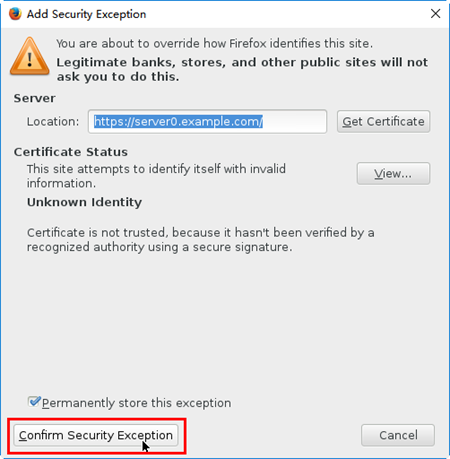 Add Security Exception
You are about to override how Firefox identifies this site.
Legitimate banks, stores, and other public sites will not
ask you to do this.
Server
Location:
https://server0.example.com/
Get Certificate
Certificate Status
This site attempts to identify itself with invalid
information.
View...
Unknown Identity
Certificate is not trusted, because it hasn't been verified by a
recognized authority using a secure signature.
Permanently store this exception
Confirm Security Exception
Cancel